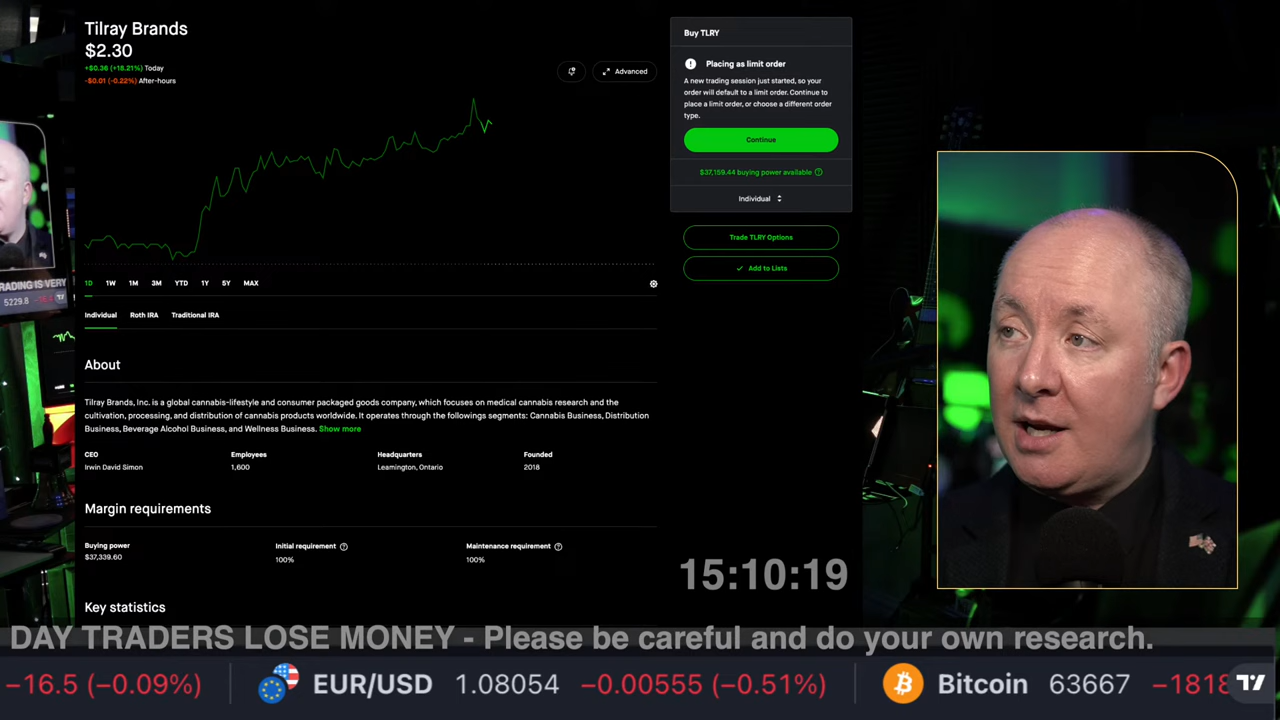 Tilray Brands
$2.30
+$0.36 (+18.21%) Today
-$0.01 (-0.22%) After-hours
Advanced
Buy TLRY
Placing as limit order
A new trading session just started, so your
order will default to a limit order. Continue to
place a limit order, or choose a different order
type.
Continue
$37,159.44 buying power available
Individual
Trade TLRY Options
Add to Lists
1D 1W 1M 3M YTD 1Y 5Y MAX
Individual Roth IRA Traditional IRA
RADING IS VERY
5229.8
About
Tilray Brands, Inc. is a global cannabis-lifestyle and consumer packaged goods company, which focuses on medical cannabis research and the
cultivation, processing, and distribution of cannabis products worldwide. It operates through the followings segments: Cannabis Business, Distribution
Business, Beverage Alcohol Business, and Wellness Business. Show more
CEO Employees Headquarters Founded
Irwin David Simon 1,600 Leamington, Ontario 2018
Margin requirements
Buying power Initial requirement Maintenance requirement
$37,339.60 100% 100%
Key statistics
15:10:19
DAY TRADERS LOSE MONEY - Please be careful and do your own research.
-16.5 (-0.09%) EUR/USD 1.08054 -0.00555 (-0.51%) Bitcoin 63667 -1818